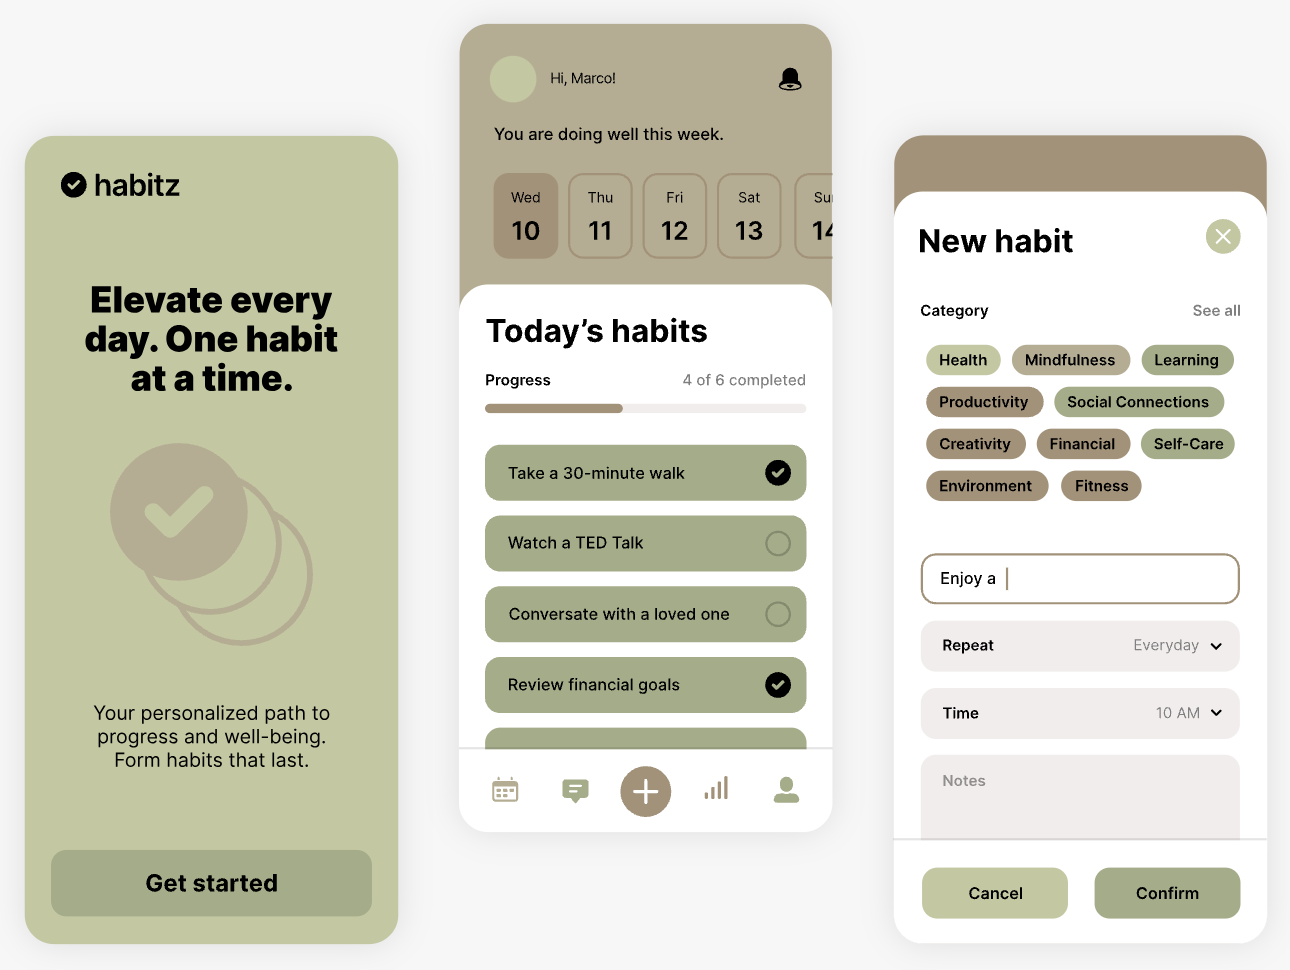 habitz
Elevate every
day. One habit
at a time.
Your personalized path to
progress and well-being.
Form habits that last.
Get started
Hi, Marco!
You are doing well this week.
Wed Thu Fri Sat Su
10 11 12 13 14
Today’s habits
Progress 4 of 6 completed
Take a 30-minute walk
Watch a TED Talk
Conversate with a loved one
Review financial goals
New habit
Category See all
Health Mindfulness Learning
Productivity Social Connections
Creativity Financial Self-Care
Environment Fitness
Enjoy a
Repeat Everyday
Time 10 AM
Notes
Cancel Confirm